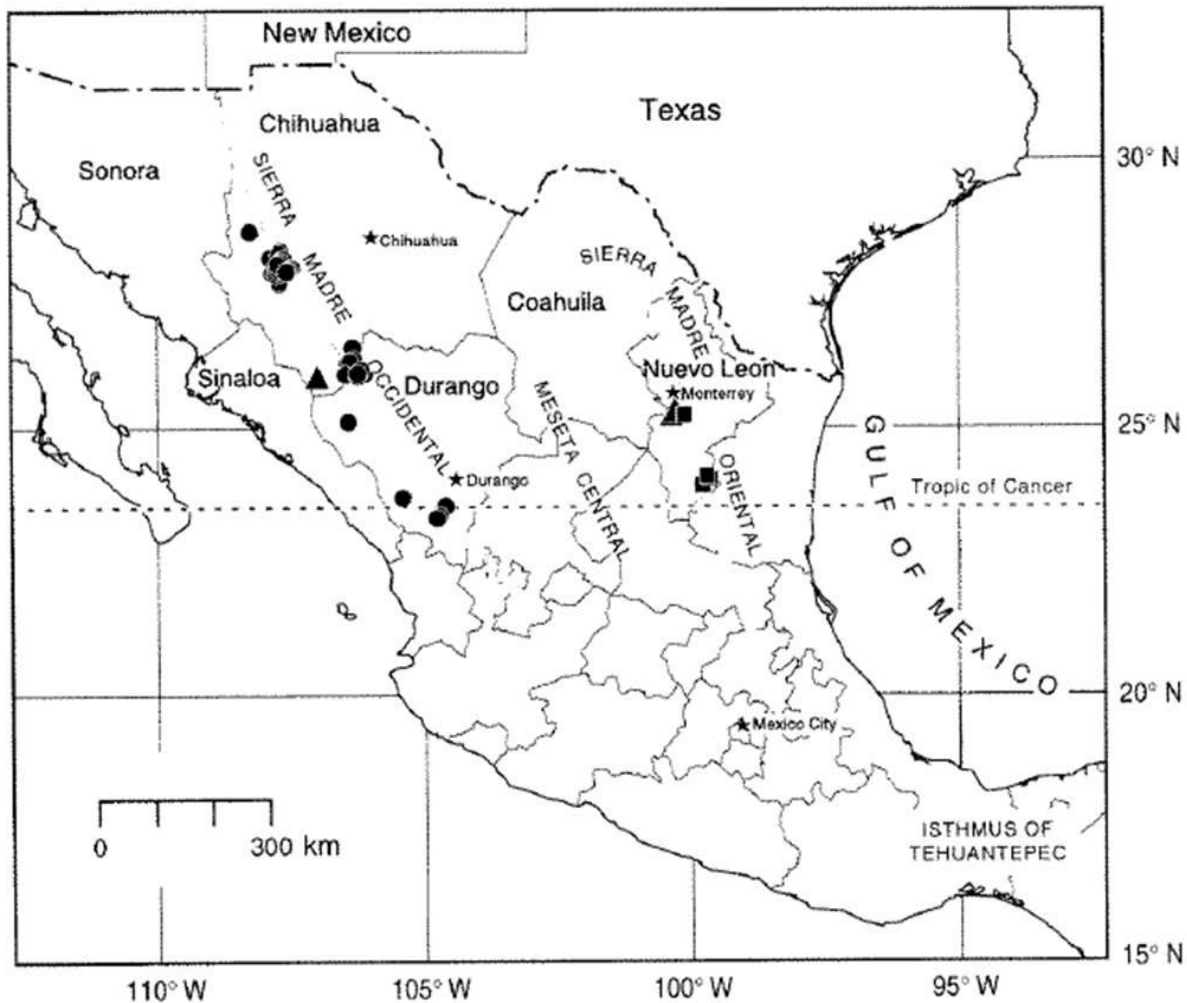 New Mexico
Texas
Chihuahua
Sonora
30° N
SIERRA
MADRE
OCCIDENTAL
Chihuahua
SIERRA
MADRE
ORIENTAL
Coahuila
Sinaloa
Durango
Nuevo Leon
Monterrey
MESETA CENTRAL
25° N
Durango
Tropic of Cancer
GULF OF MEXICO
20° N
Mexico City
0
300 km
ISTHMUS OF
TEHUANTEPEC
15° N
110° W
105° W
100° W
95° W